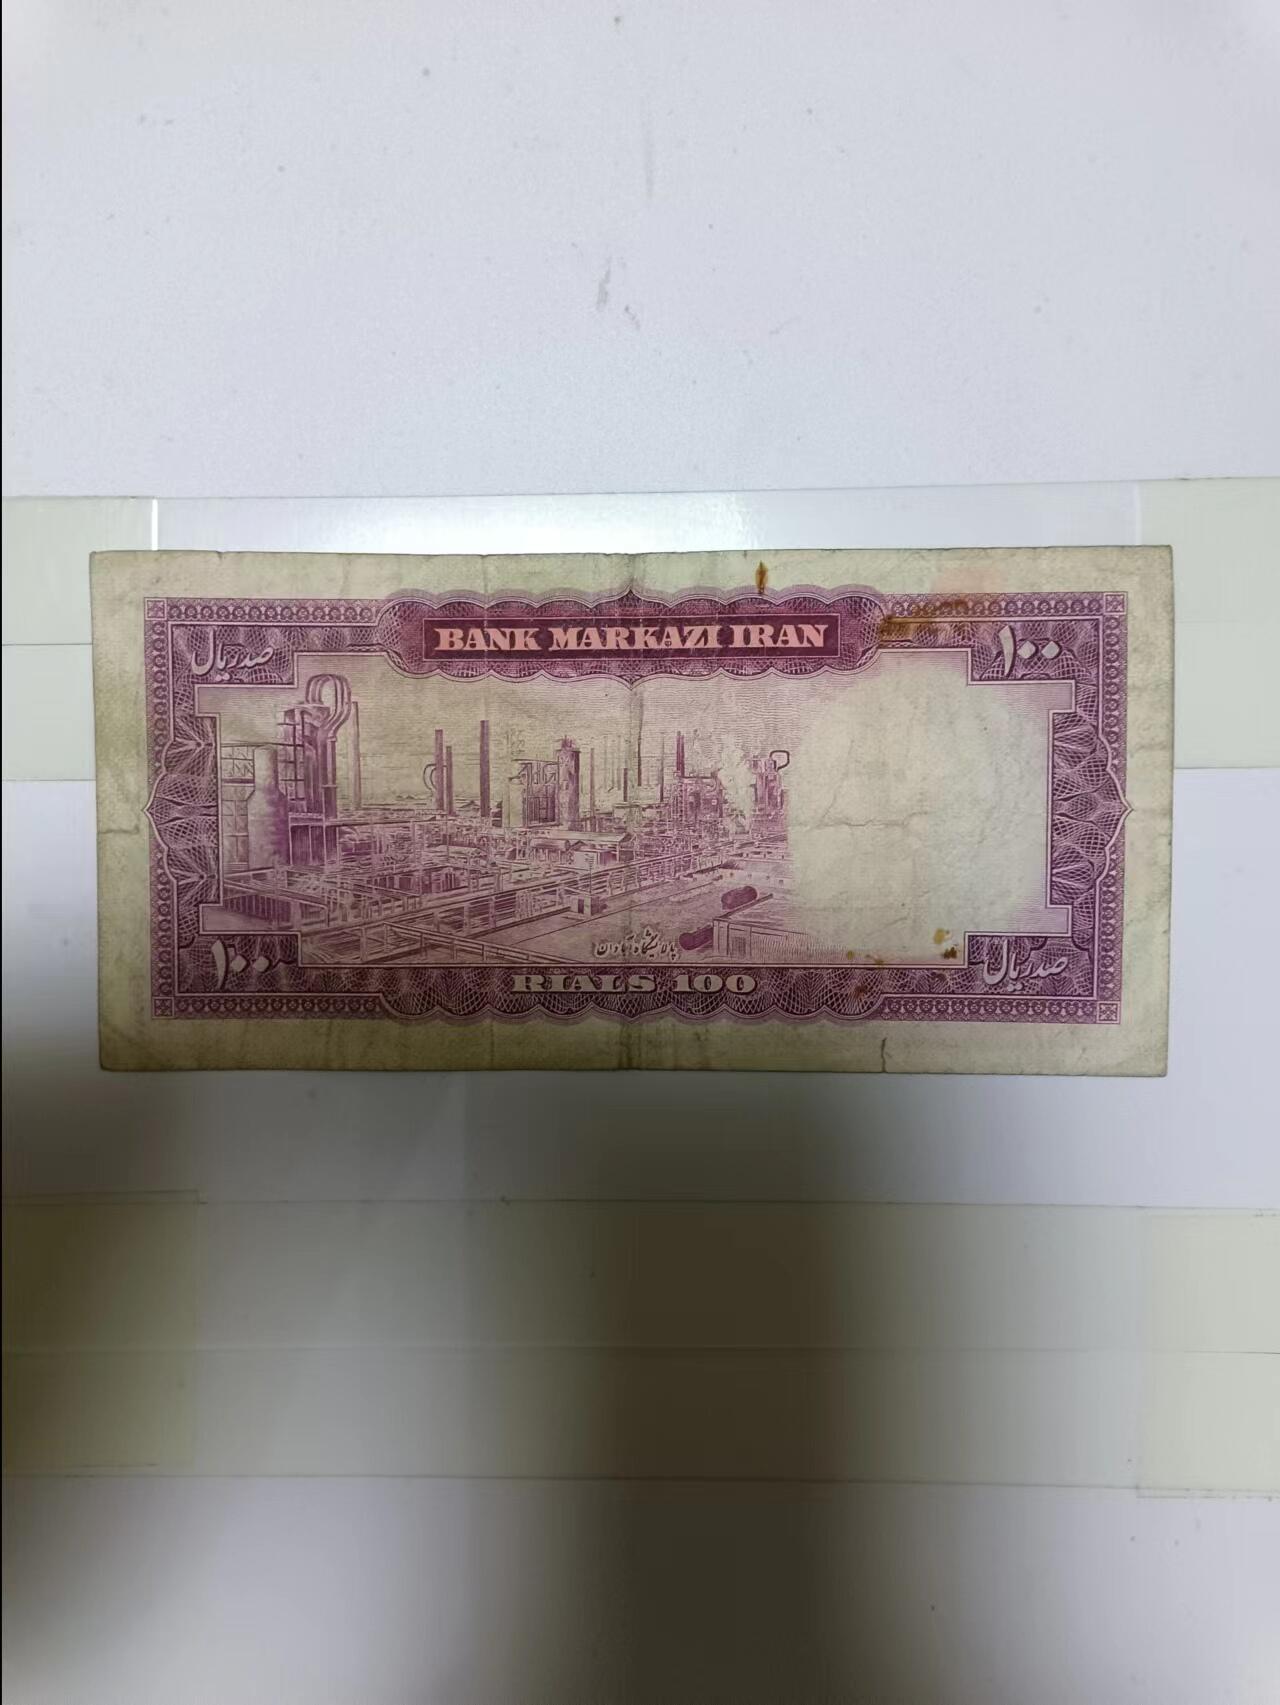 BANK MARKAZI IRAN
صد ریال
۱۰۰
پالایشگاه آبادان
۱۰۰
RIALS 100
صد ریال